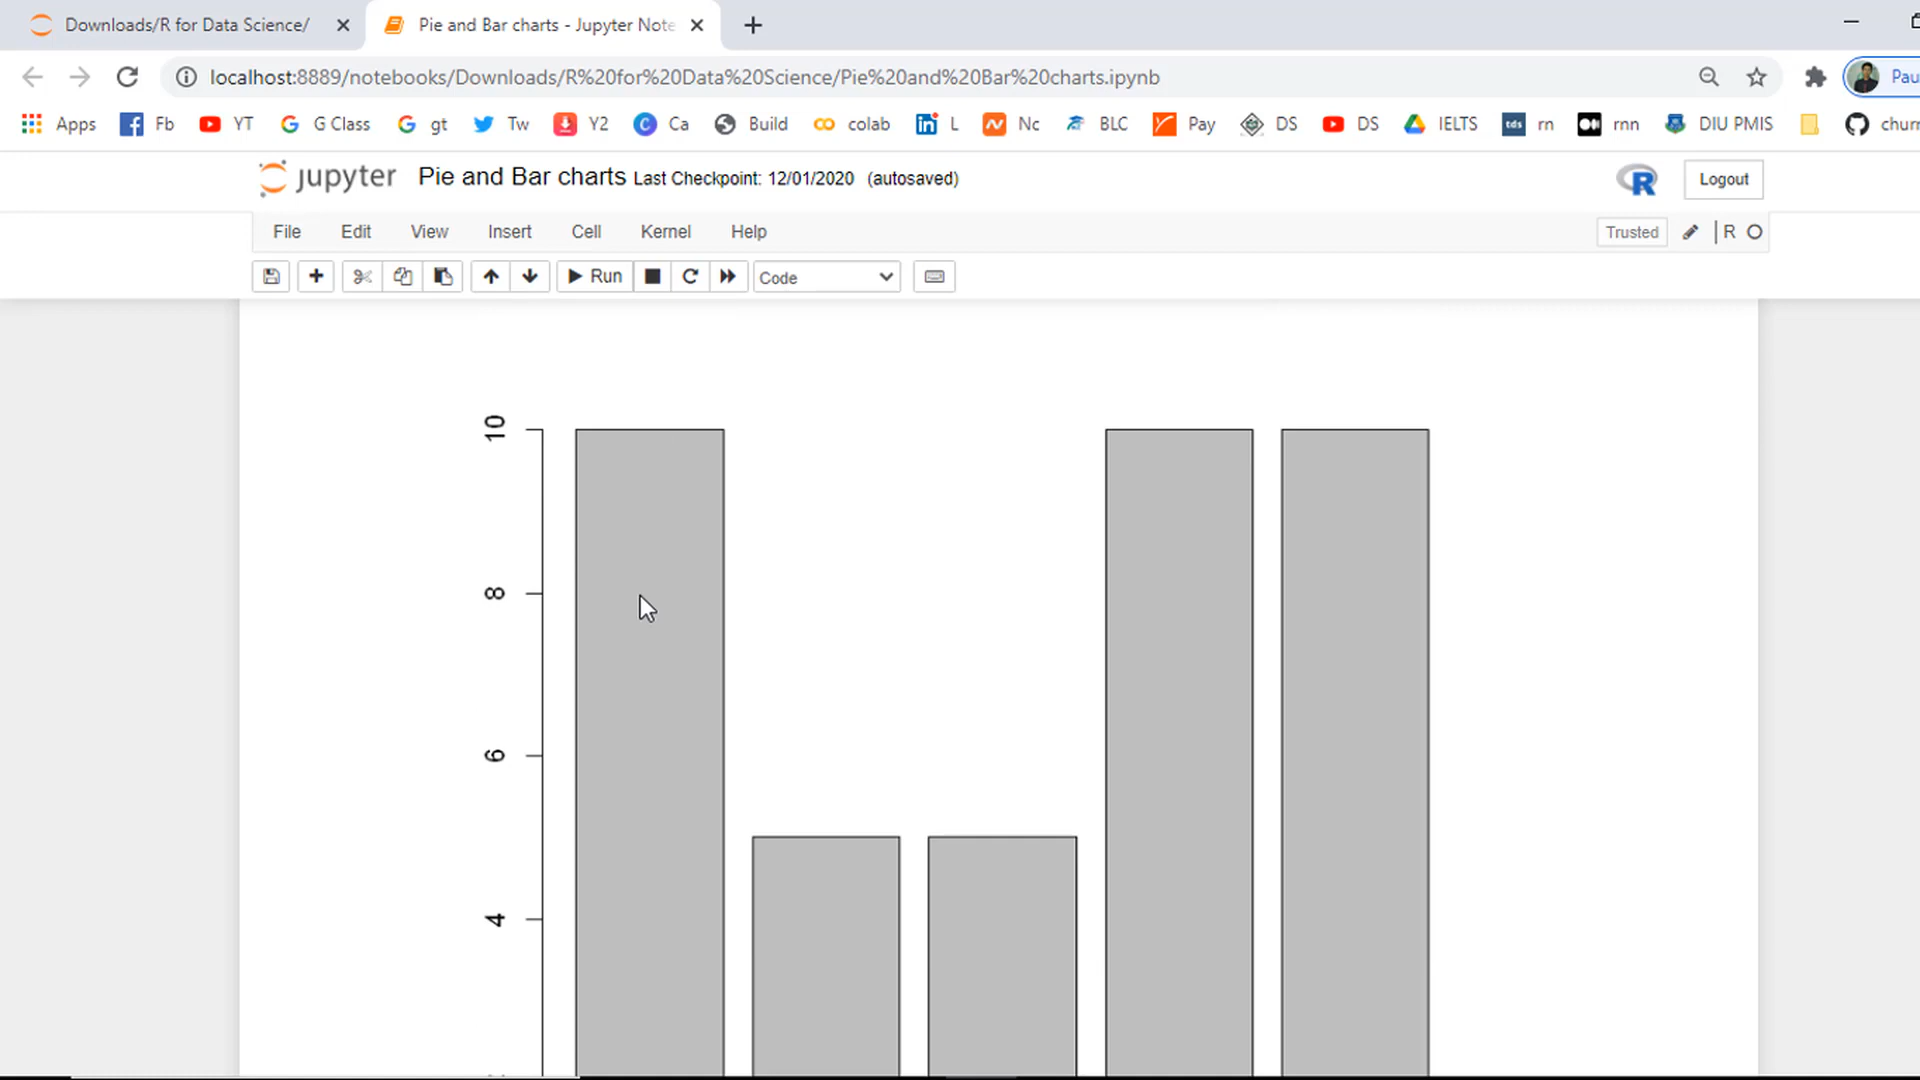 Downloads/R for Data Science/
Pie and Bar charts - Jupyter Note
localhost:8889/notebooks/Downloads/R%20for%20Data%20Science/Pie%20and%20Bar%20charts.ipynb
Pau
Apps Fb YT G Class gt Tw Y2 Ca Build colab L Nc BLC Pay DS DS IELTS tds rn rnn DIU PMIS churr
jupyter Pie and Bar charts Last Checkpoint: 12/01/2020 (autosaved)
R Logout
File Edit View Insert Cell Kernel Help
Trusted R
Run Code
10
8
6
4